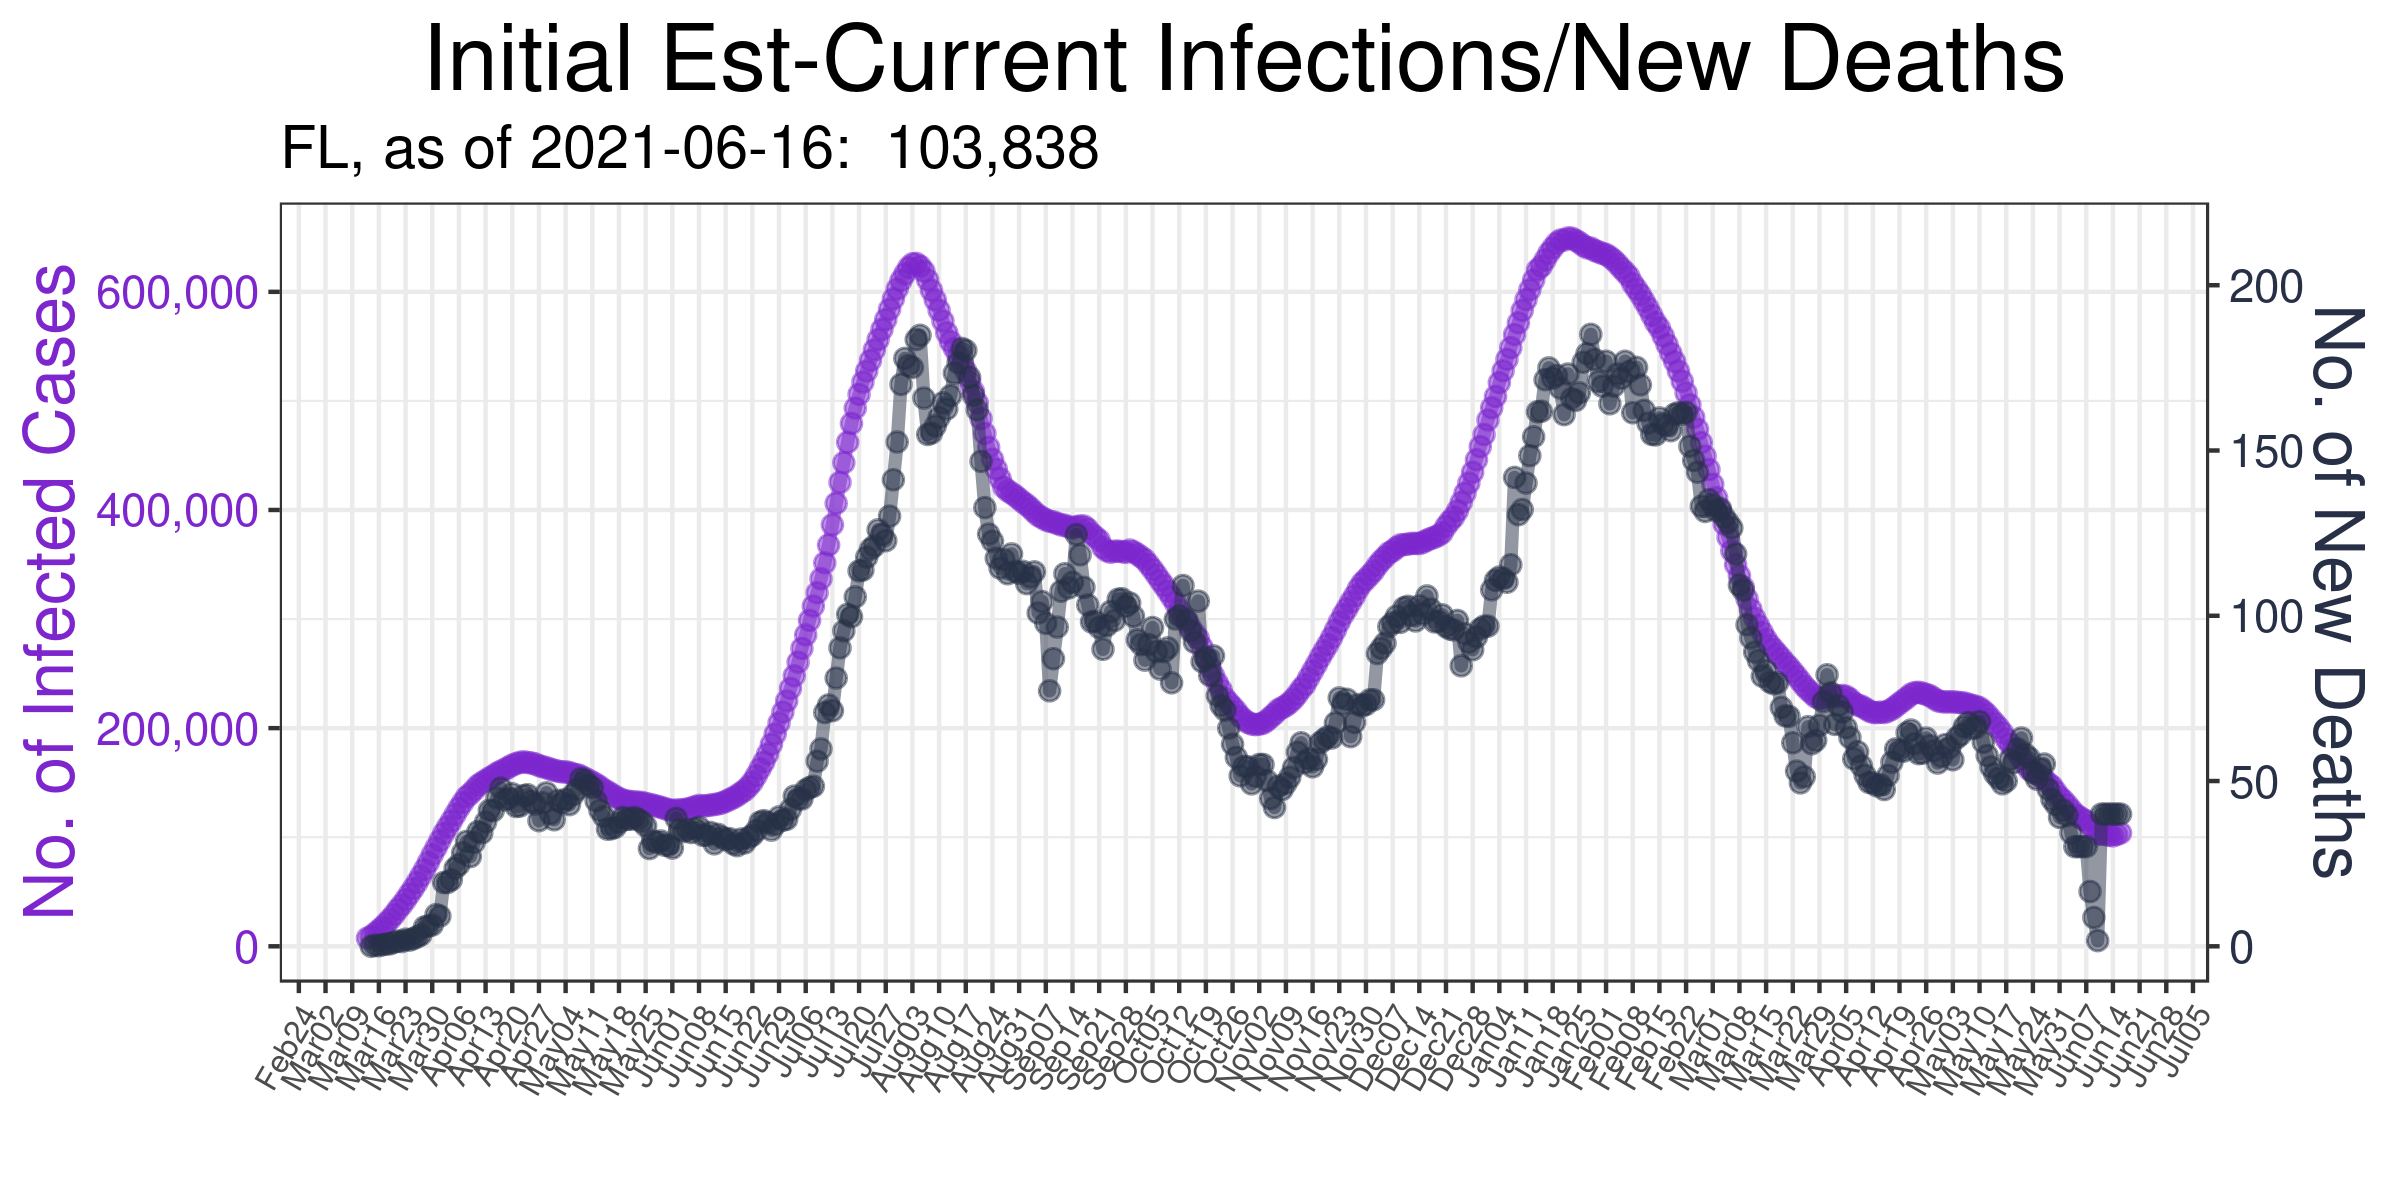 Initial Est-Current Infections/New Deaths
FL, as of 2021-06-16:  103,838
No. of Infected Cases
600,000
400,000
200,000
0
200
150
100
50
0
No. of New Deaths
Feb24
Mar02
Mar09
Mar16
Mar23
Mar30
Apr06
Apr13
Apr20
Apr27
May04
May11
May18
May25
Jun01
Jun08
Jun15
Jun22
Jun29
Jul06
Jul13
Jul20
Jul27
Aug03
Aug10
Aug17
Aug24
Aug31
Sep07
Sep14
Sep21
Sep28
Oct05
Oct12
Oct19
Oct26
Nov02
Nov09
Nov16
Nov23
Nov30
Dec07
Dec14
Dec21
Dec28
Jan04
Jan11
Jan18
Jan25
Feb01
Feb08
Feb15
Feb22
Mar01
Mar08
Mar15
Mar22
Mar29
Apr05
Apr12
Apr19
Apr26
May03
May10
May17
May24
May31
Jun07
Jun14
Jun21
Jun28
Jul05